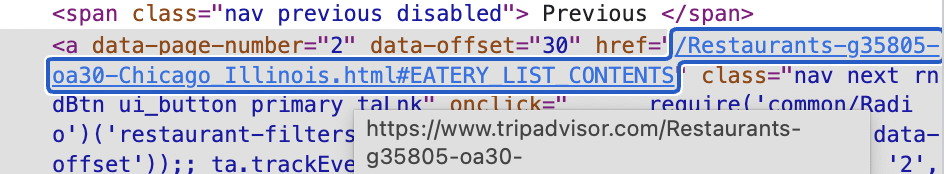 <span class="nav previous disabled"> Previous </span>
<a data-page-number="2" data-offset="30" href="/Restaurants-g35805-
oa30-Chicago_Illinois.html#EATERY_LIST_CONTENTS" class="nav next rn
dBtn ui_button primary taLnk" onclick=" require('common/Radi
o')('restaurant-filters data-
offset'));; ta.trackEve '2',
https://www.tripadvisor.com/Restaurants-
g35805-oa30-